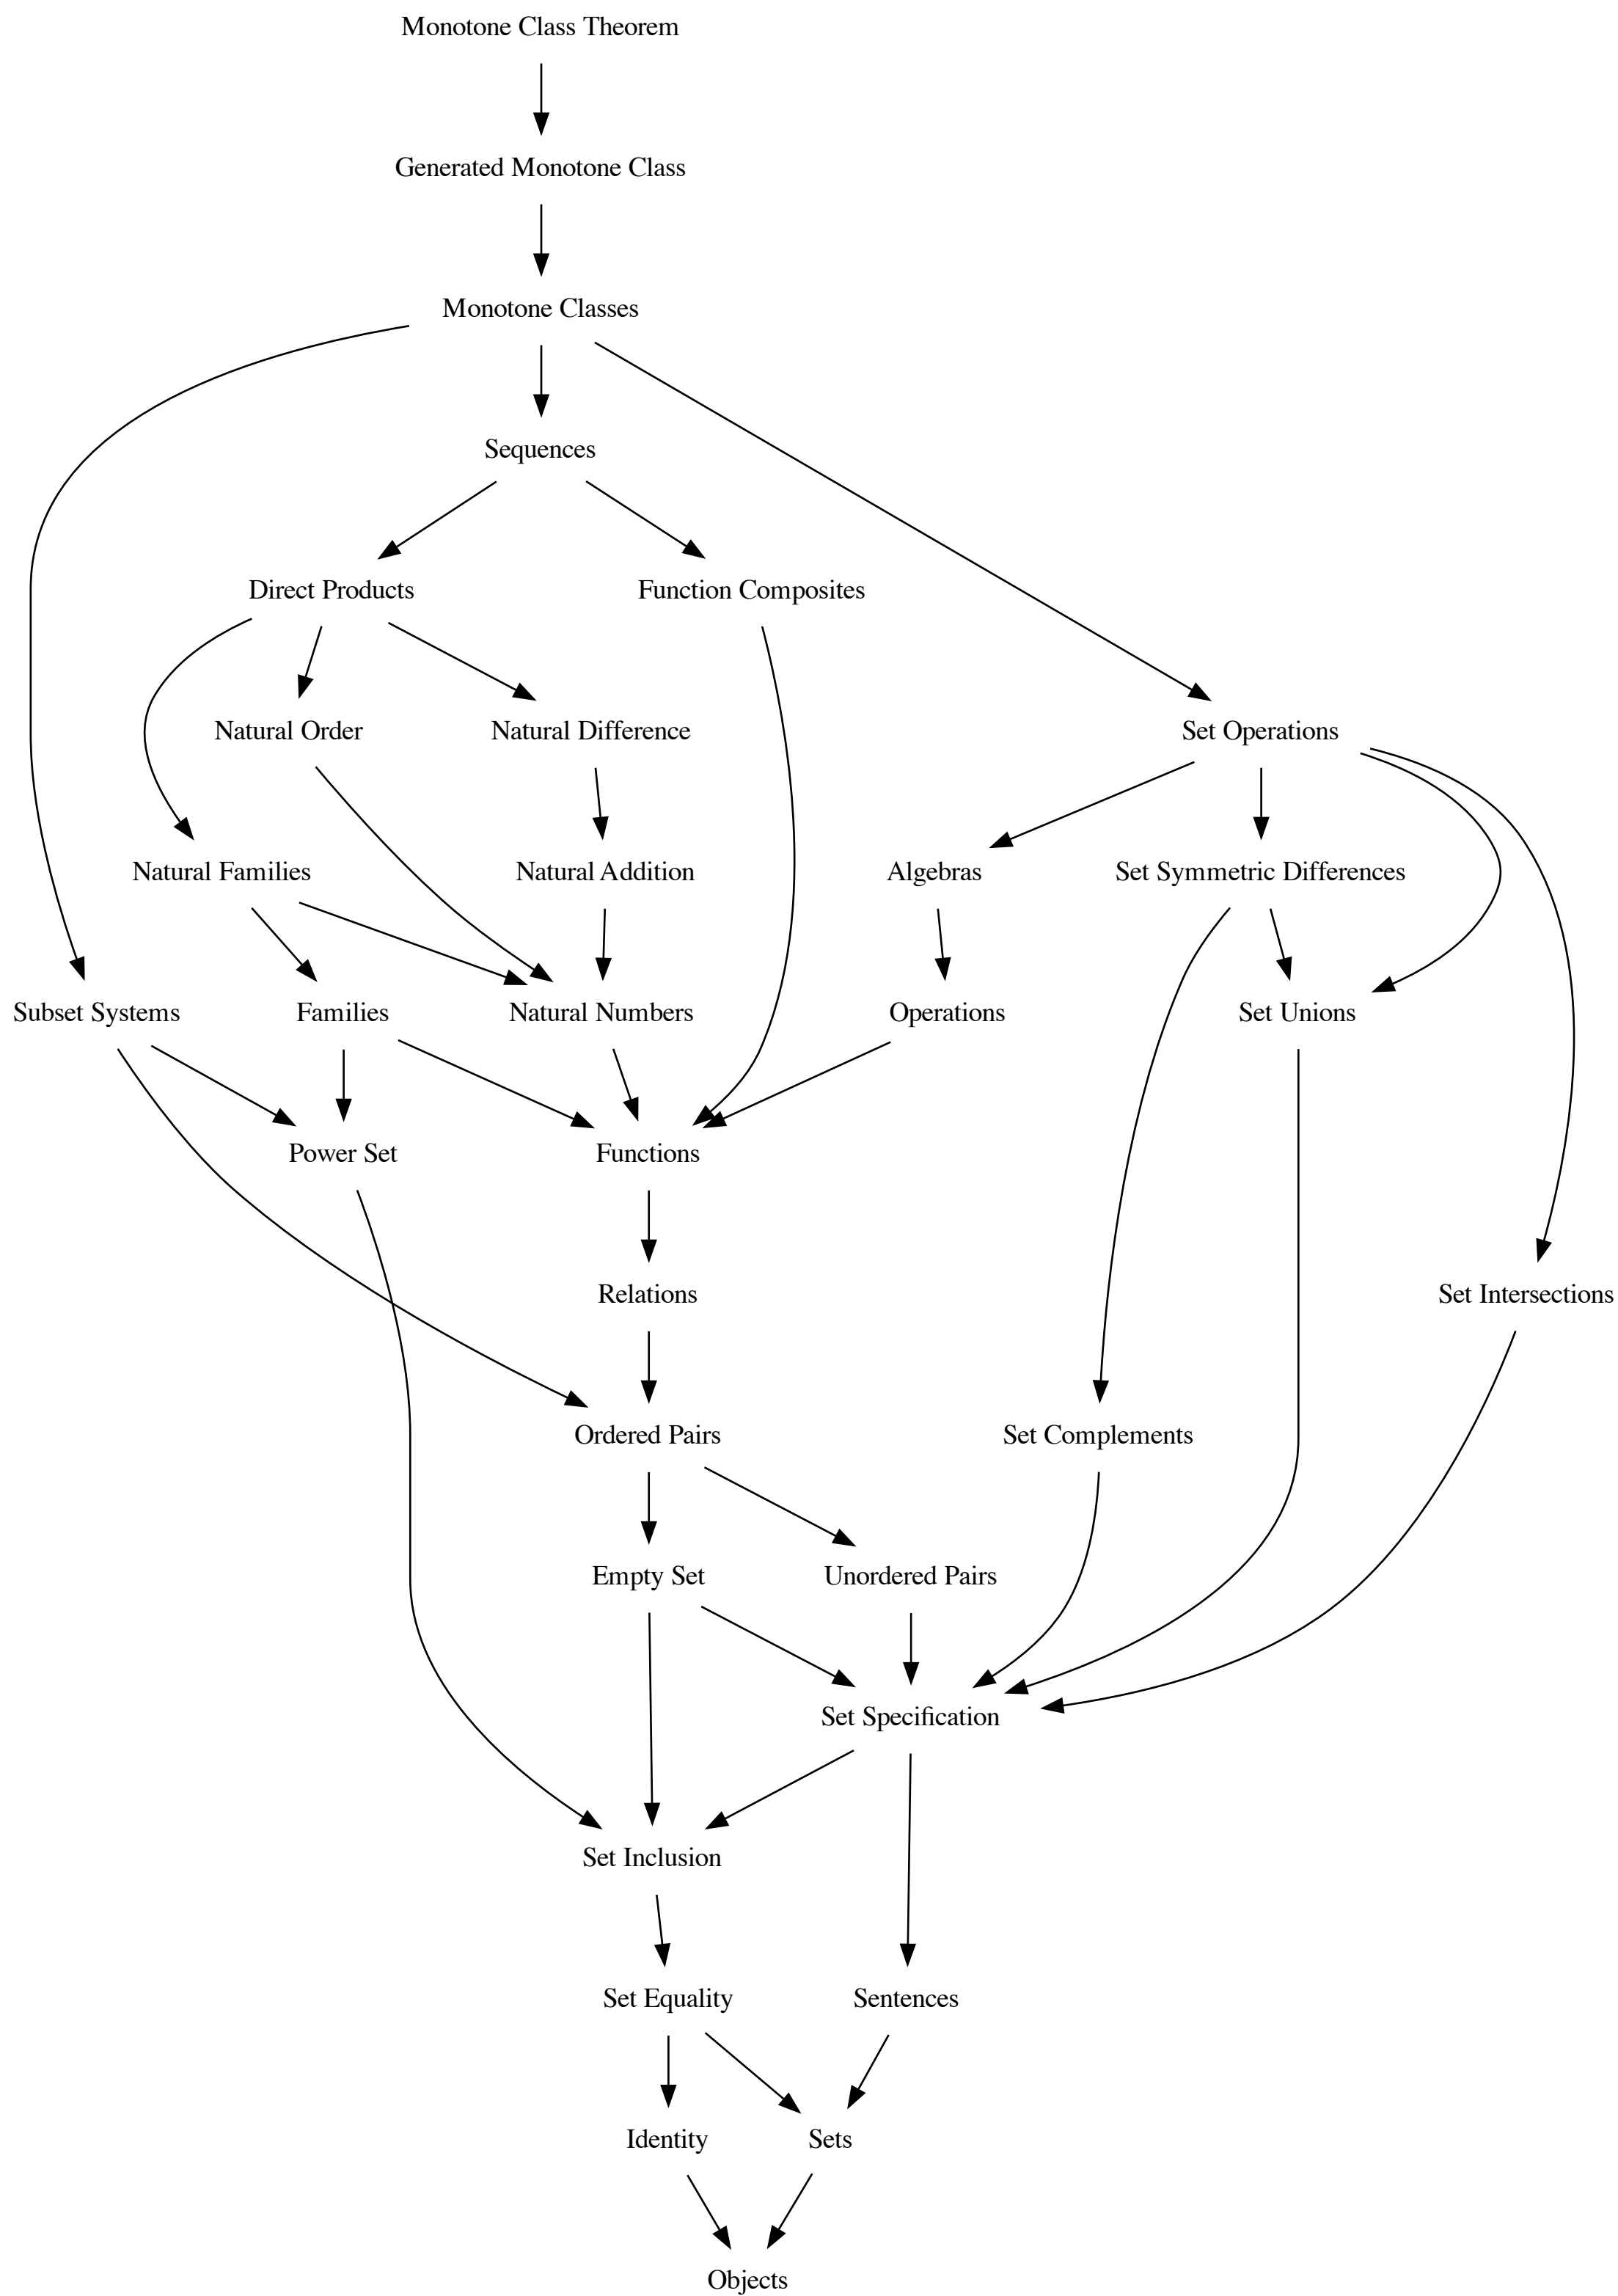 Monotone Class Theorem
Generated Monotone Class
Monotone Classes
Sequences
Direct Products
Function Composites
Natural Order
Natural Difference
Set Operations
Natural Families
Natural Addition
Algebras
Set Symmetric Differences
Subset Systems
Families
Natural Numbers
Operations
Set Unions
Power Set
Functions
Relations
Set Intersections
Ordered Pairs
Set Complements
Empty Set
Unordered Pairs
Set Specification
Set Inclusion
Set Equality
Sentences
Identity
Sets
Objects